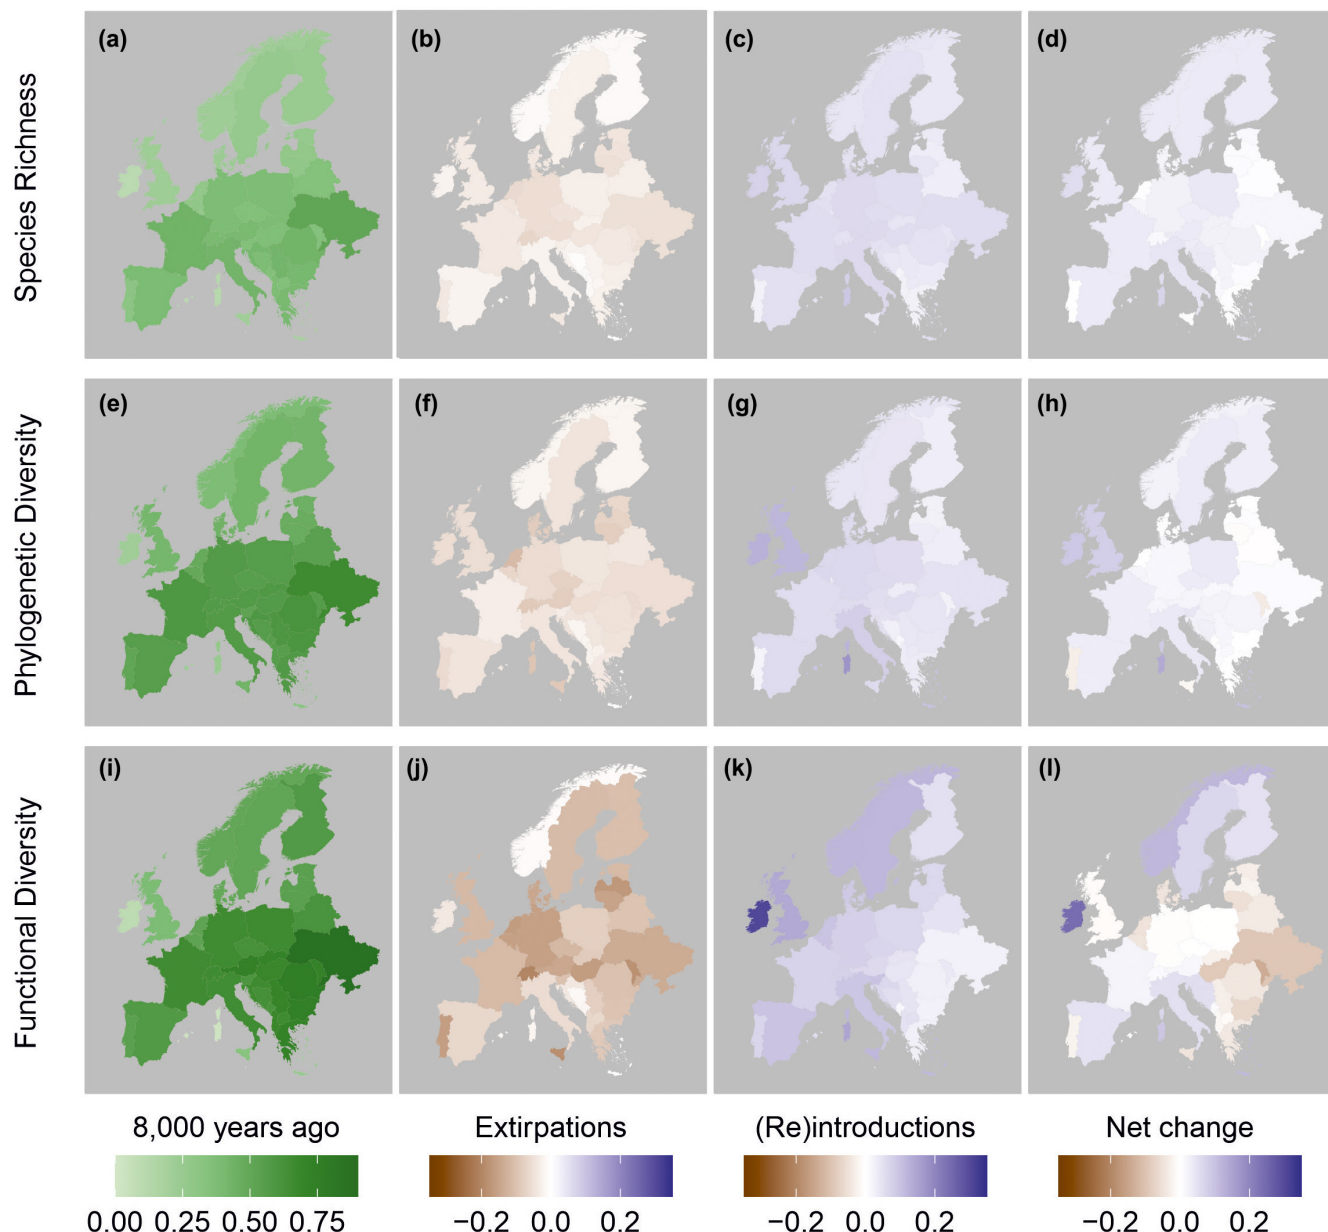 Species Richness
(a)
(b)
(c)
(d)
Phylogenetic Diversity
(e)
(f)
(g)
(h)
Functional Diversity
(i)
(j)
(k)
(l)
8,000 years ago
Extirpations
(Re)introductions
Net change
0.00 0.25 0.50 0.75
−0.2 0.0 0.2
−0.2 0.0 0.2
−0.2 0.0 0.2